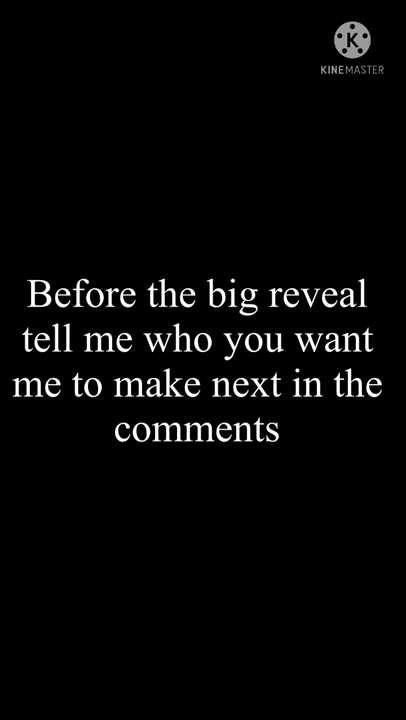 KINEMASTER
Before the big reveal
tell me who you want
me to make next in the
comments